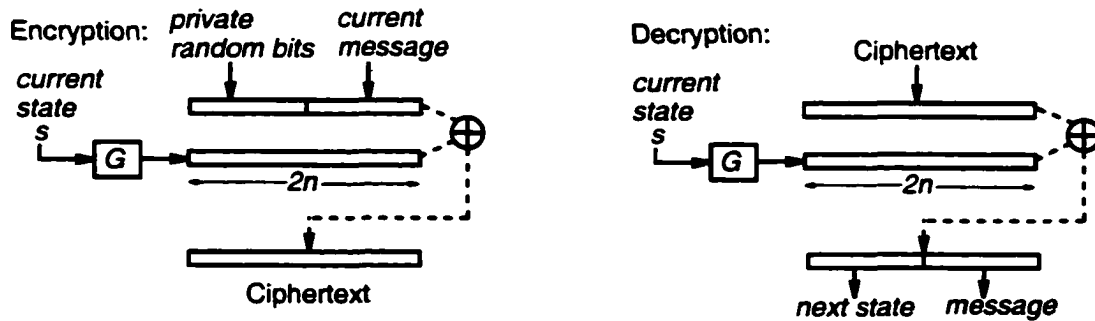 Encryption:
private
random bits
current
message
current
state
s
G
2n
Ciphertext
Decryption:
Ciphertext
current
state
s
G
2n
next state
message